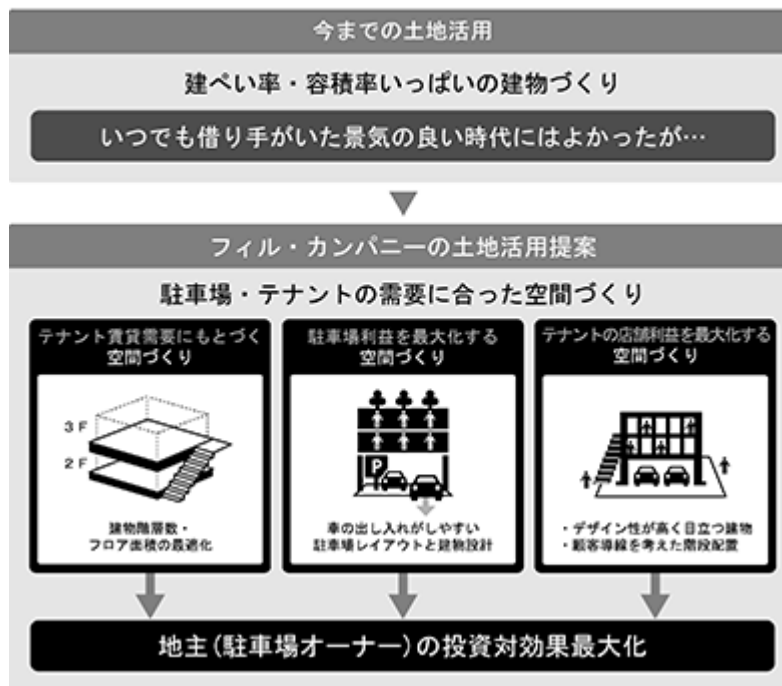 今までの土地活用
建ぺい率・容積率いっぱいの建物づくり
いつでも借り手がいた景気の良い時代にはよかったが…
フィル・カンパニーの土地活用提案
駐車場・テナントの需要に合った空間づくり
テナント賃貸需要にもとづく
空間づくり
3F
2F
建物階層数・
フロア面積の最適化
駐車場利益を最大化する
空間づくり
P
車の出し入れがしやすい
駐車場レイアウトと建物設計
テナントの店舗利益を最大化する
空間づくり
・デザイン性が高く目立つ建物
・顧客導線を考えた階段配置
地主(駐車場オーナー)の投資対効果最大化